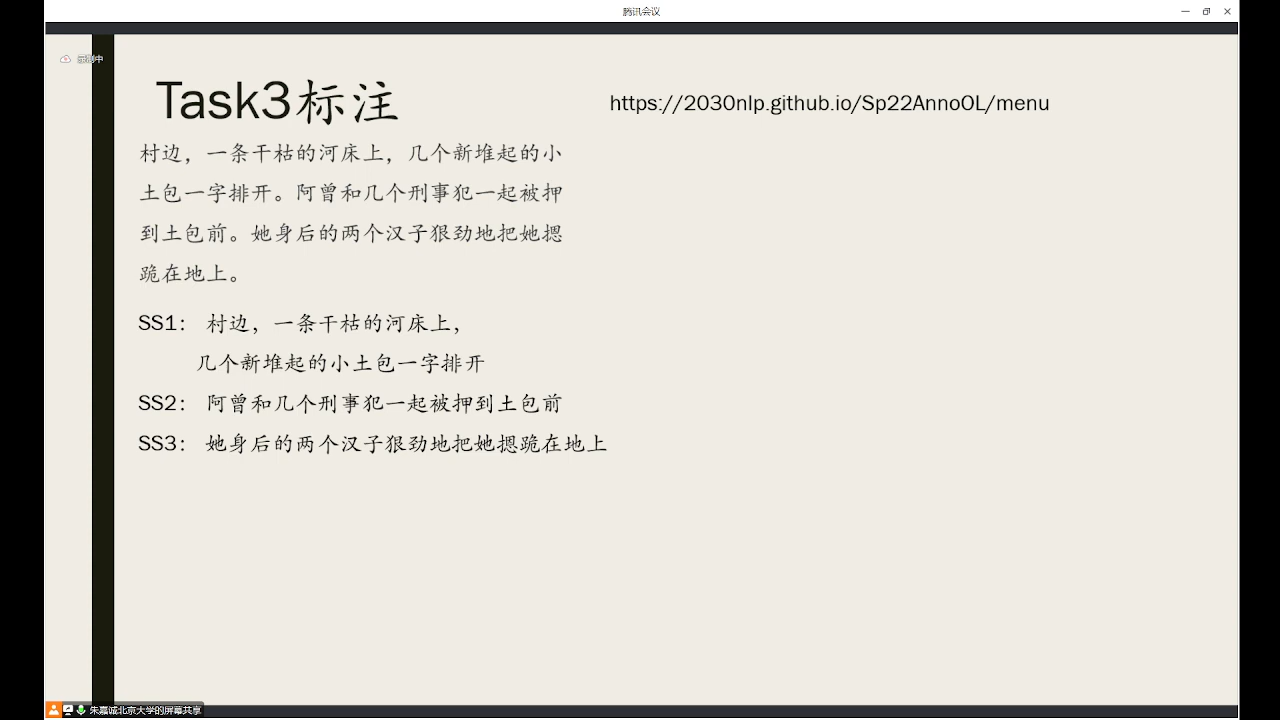 腾讯会议
录制中
Task3标注
https://2030nlp.github.io/Sp22AnnoOL/menu
村边，一条干枯的河床上，几个新堆起的小
土包一字排开。阿曾和几个刑事犯一起被押
到土包前。她身后的两个汉子狠劲地把她摁
跪在地上。
SS1： 村边，一条干枯的河床上，
几个新堆起的小土包一字排开
SS2： 阿曾和几个刑事犯一起被押到土包前
SS3： 她身后的两个汉子狠劲地把她摁跪在地上
朱嘉诚北京大学的屏幕共享